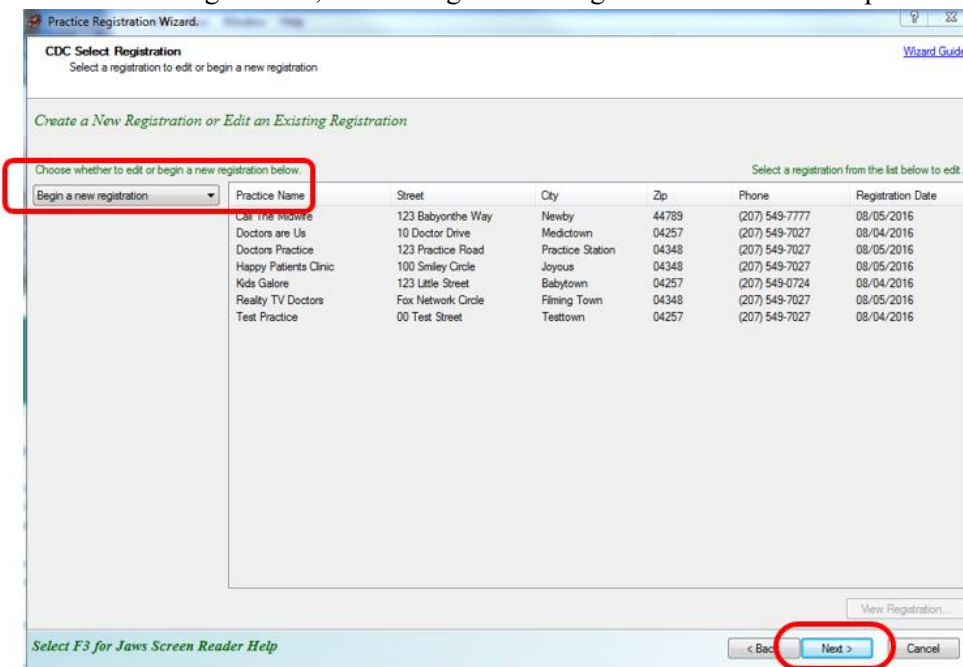 Practice Registration Wizard.
Window Help
CDC Select Registration
Wizard Guide
Select a registration to edit or begin a new registration
Create a New Registration or Edit an Existing Registration
Choose whether to edit or begin a new registration below.
Select a registration from the list below to edit.
Begin a new registration
Practice Name Street City Zip Phone Registration Date
Call The Midwife 123 Babyonthe Way Newby 44789 (207) 549-7777 08/05/2016
Doctors are Us 10 Doctor Drive Medictown 04257 (207) 549-7027 08/04/2016
Doctors Practice 123 Practice Road Practice Station 04348 (207) 549-7027 08/05/2016
Happy Patients Clinic 100 Smiley Circle Joyous 04348 (207) 549-7027 08/05/2016
Kids Galore 123 Little Street Babytown 04257 (207) 549-0724 08/04/2016
Reality TV Doctors Fox Network Circle Filming Town 04348 (207) 549-7027 08/05/2016
Test Practice 00 Test Street Testtown 04257 (207) 549-7027 08/04/2016
View Registration...
Select F3 for Jaws Screen Reader Help
< Back Next > Cancel